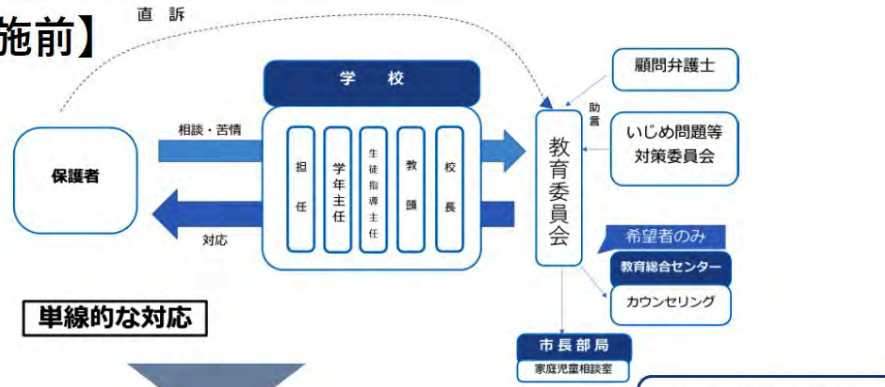 直 訴
施前】
学 校
保護者
相談・苦情
対応
担任
学年主任
生徒指導主任
教頭
校長
教育委員会
助言
顧問弁護士
いじめ問題等
対策委員会
希望者のみ
教育総合センター
カウンセリング
市長部局
家庭児童相談室
単線的な対応